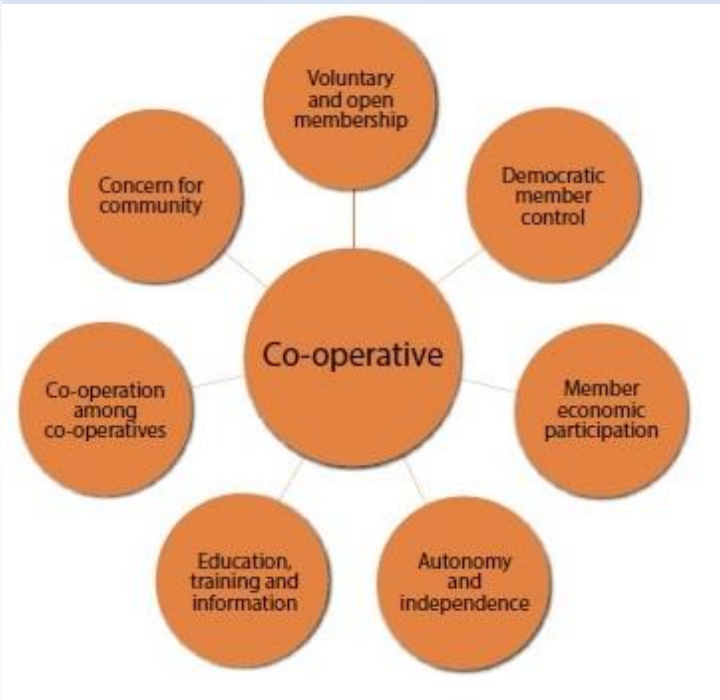 Voluntary
and open
membership
Democratic
member
control
Member
economic
participation
Autonomy
and
independence
Education,
training and
information
Co-operation
among
co-operatives
Concern for
community
Co-operative